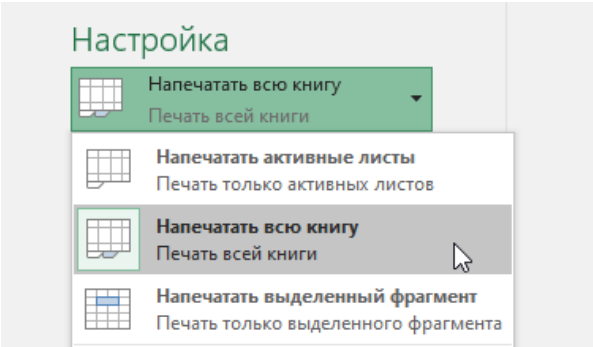 Настройка
Напечатать всю книгу
Печать всей книги
Напечатать активные листы
Печать только активных листов
Напечатать всю книгу
Печать всей книги
Напечатать выделенный фрагмент
Печать только выделенного фрагмента